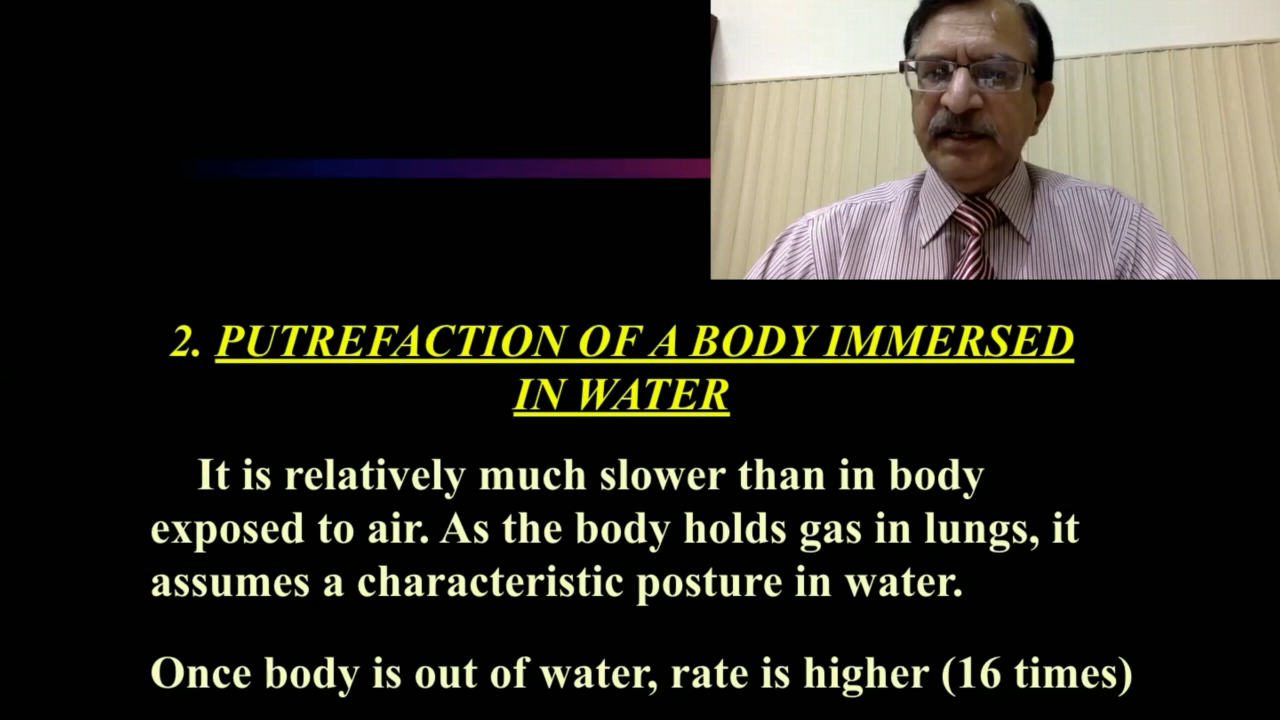 2. PUTREFACTION OF A BODY IMMERSED
IN WATER
It is relatively much slower than in body
exposed to air. As the body holds gas in lungs, it
assumes a characteristic posture in water.
Once body is out of water, rate is higher (16 times)